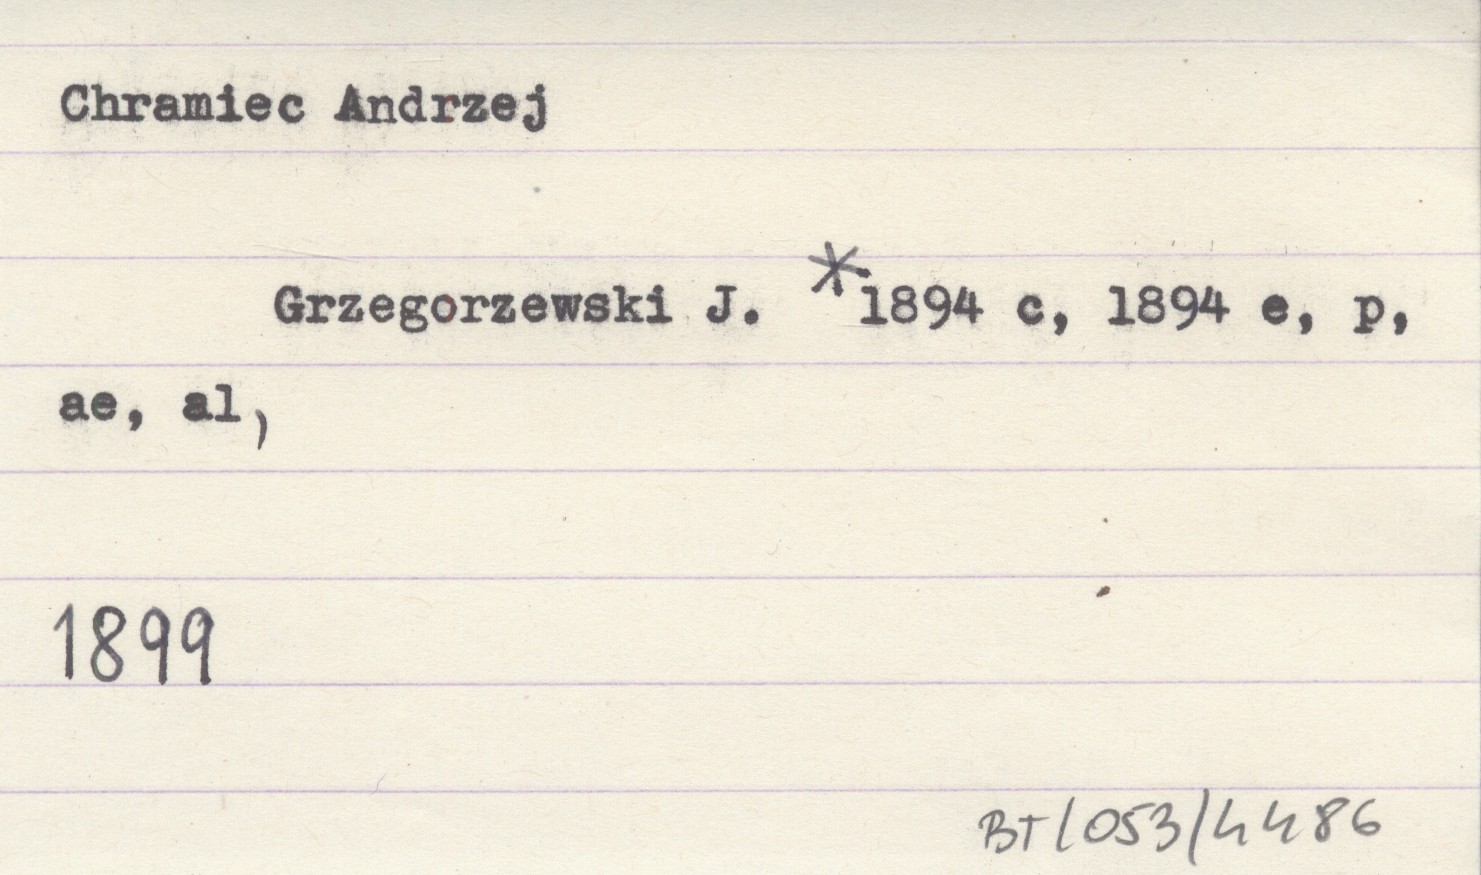 Chramiec Andrzej
Grzegorzewski J. *1894 c, 1894 e, p,
ae, al,
1899
BT/053/4486